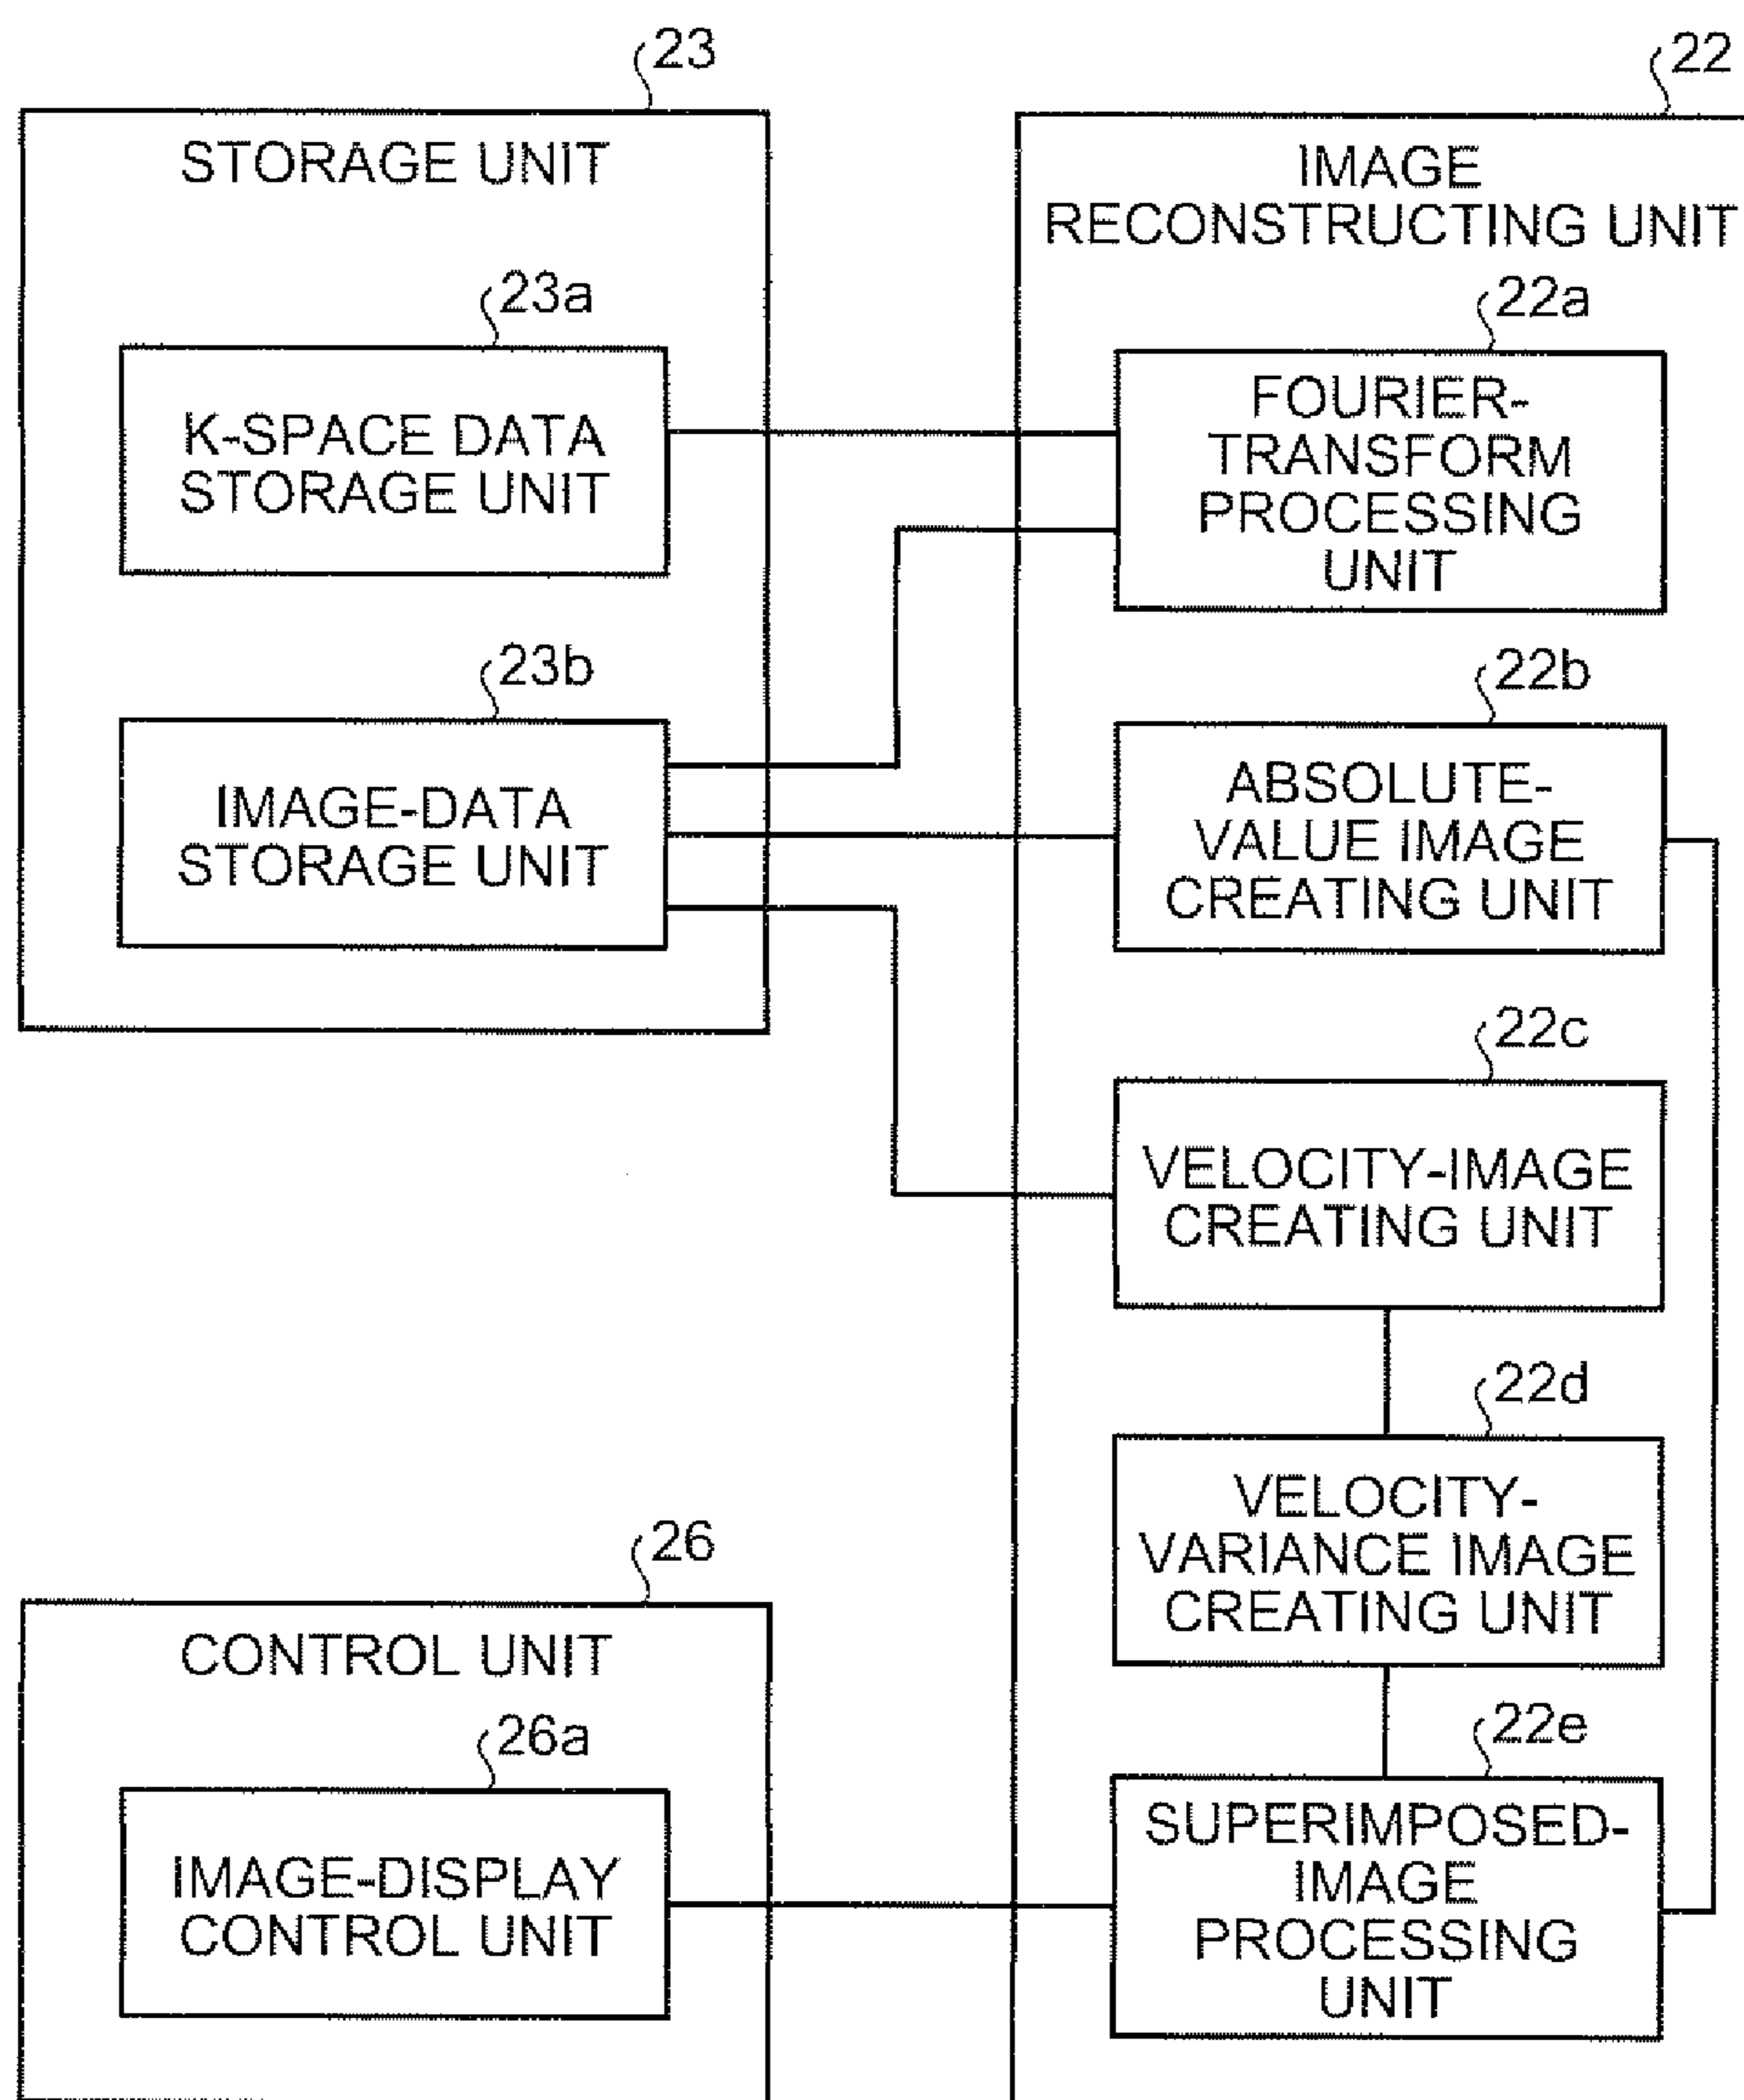 23
STORAGE UNIT
23a
K-SPACE DATA
STORAGE UNIT
23b
IMAGE-DATA
STORAGE UNIT
22
IMAGE
RECONSTRUCTING UNIT
22a
FOURIER-
TRANSFORM
PROCESSING
UNIT
22b
ABSOLUTE-
VALUE IMAGE
CREATING UNIT
22c
VELOCITY-IMAGE
CREATING UNIT
22d
VELOCITY-
VARIANCE IMAGE
CREATING UNIT
22e
SUPERIMPOSED-
IMAGE
PROCESSING
UNIT
26
CONTROL UNIT
26a
IMAGE-DISPLAY
CONTROL UNIT